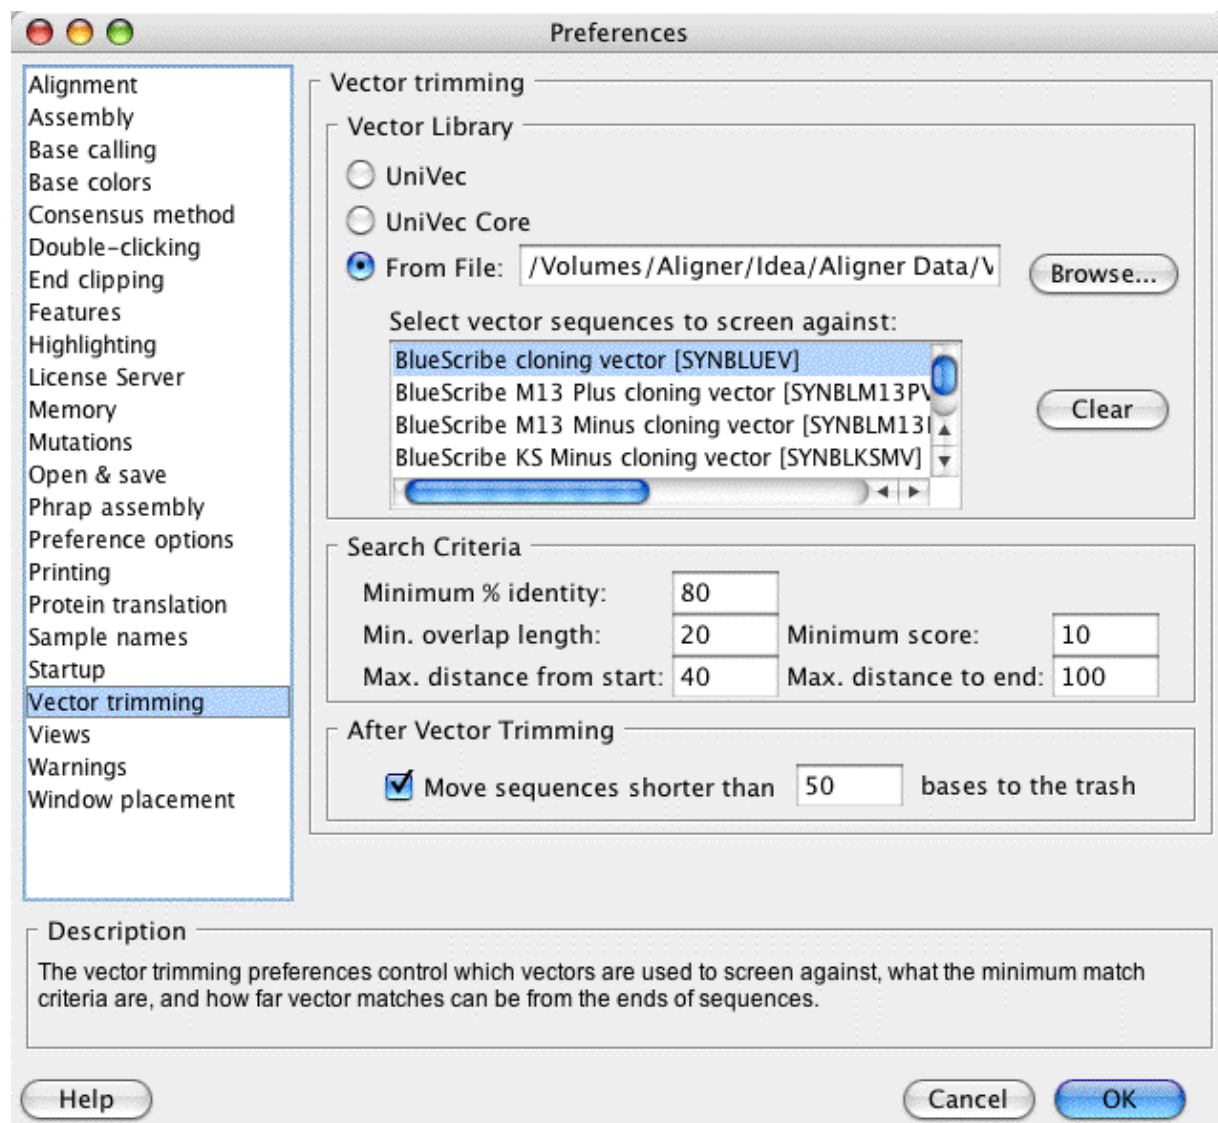 Preferences
Alignment
Assembly
Base calling
Base colors
Consensus method
Double-clicking
End clipping
Features
Highlighting
License Server
Memory
Mutations
Open & save
Phrap assembly
Preference options
Printing
Protein translation
Sample names
Startup
Vector trimming
Views
Warnings
Window placement
Vector trimming
Vector Library
UniVec
UniVec Core
From File: /Volumes/Aligner/Idea/Aligner Data/V Browse...
Select vector sequences to screen against:
BlueScribe cloning vector [SYNBLUEV]
BlueScribe M13 Plus cloning vector [SYNBLM13PV
BlueScribe M13 Minus cloning vector [SYNBLM13
BlueScribe KS Minus cloning vector [SYNBLKSMV]
Clear
Search Criteria
Minimum % identity: 80
Min. overlap length: 20 Minimum score: 10
Max. distance from start: 40 Max. distance to end: 100
After Vector Trimming
Move sequences shorter than 50 bases to the trash
Description
The vector trimming preferences control which vectors are used to screen against, what the minimum match
criteria are, and how far vector matches can be from the ends of sequences.
Help Cancel OK